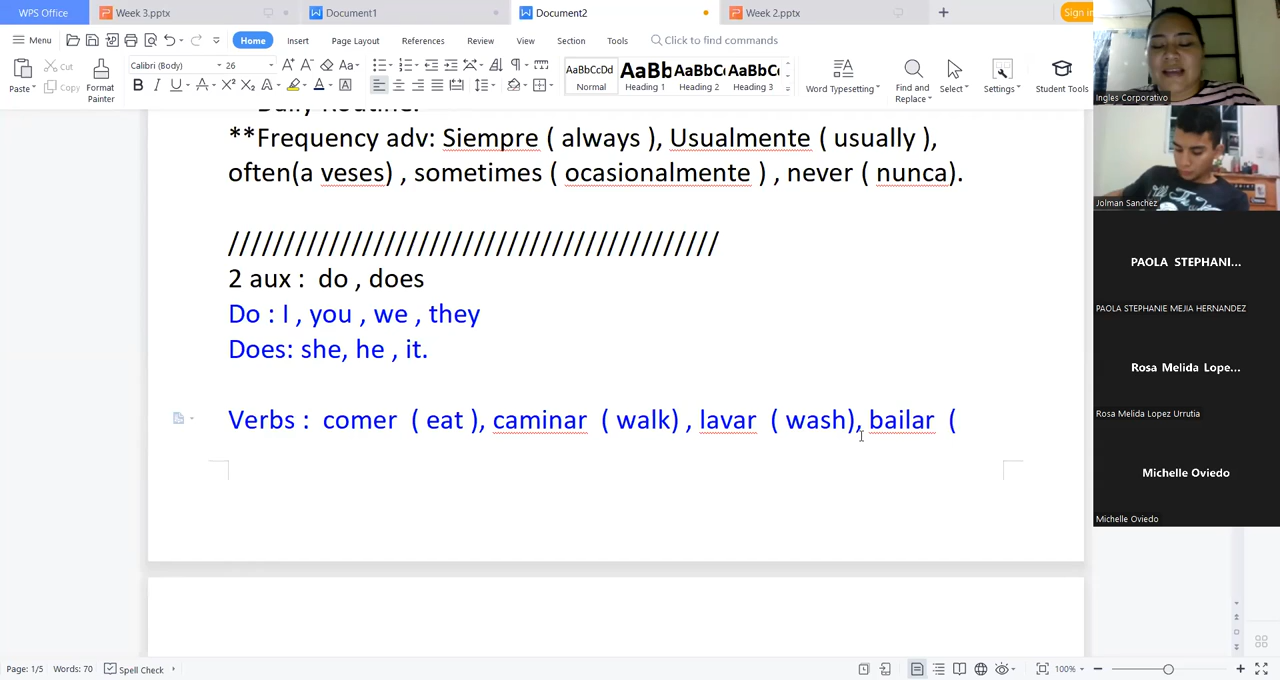 WPS Office
Week 3.pptx
Document1
Document2
Week 2.pptx
Sign in
Menu
Home
Insert
Page Layout
References
Review
View
Section
Tools
Click to find commands
Paste
Cut
Copy
Format Painter
Calibri (Body)
26
AaBbCcDd
Normal
Heading 1
Heading 2
Heading 3
Word Typesetting
Find and Replace
Select
Settings
Student Tools
**Frequency adv: Siempre ( always ), Usualmente ( usually ),
often(a veses) , sometimes ( ocasionalmente ) , never ( nunca).
////////////////////////////////////////////
2 aux : do , does
Do : I , you , we , they
Does: she, he , it.
Verbs : comer ( eat ), caminar ( walk) , lavar ( wash), bailar (
Ingles Corporativo
Jolman Sanchez
PAOLA STEPHANI...
PAOLA STEPHANIE MEJIA HERNANDEZ
Rosa Melida Lope...
Rosa Melida Lopez Urrutia
Michelle Oviedo
Michelle Oviedo
Page: 1/5
Words: 70
Spell Check
100%